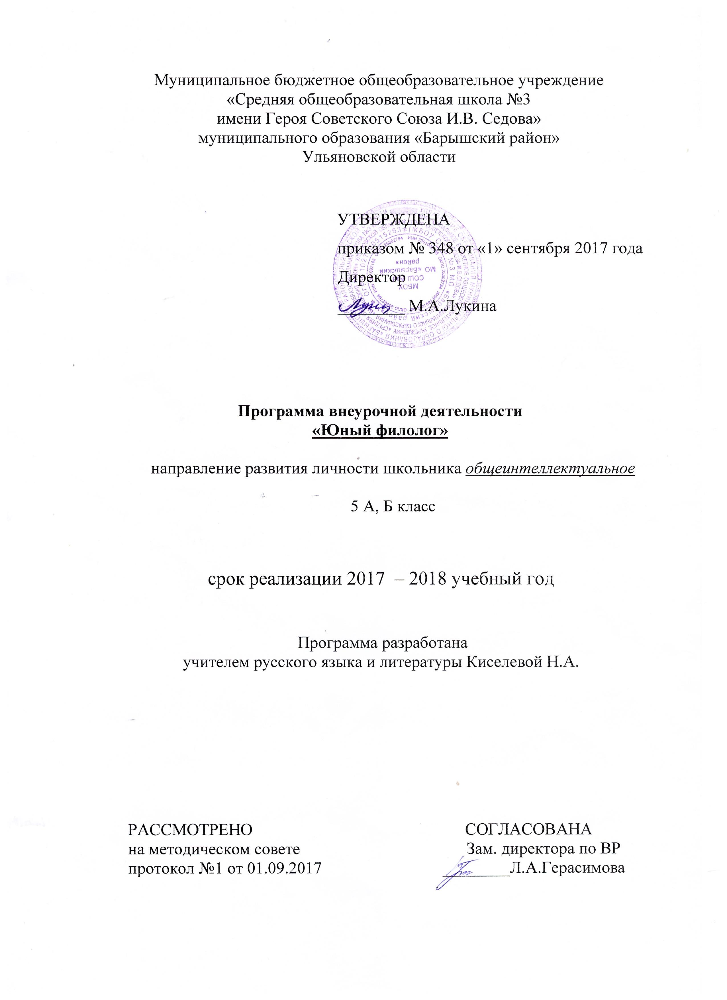 Муниципальное бюджетное общеобразовательное учреждение
«Средняя общеобразовательная школа №3
имени Героя Советского Союза И.В. Седова»
муниципального образования «Барышский район»
Ульяновской области
УТВЕРЖДЕНА
приказом № 348 от «1» сентября 2017 года
Директор
М.А.Лукина
МБОУ
СОШ №3
МО «Барышский
район»
Программа внеурочной деятельности
«Юный филолог»
направление развития личности школьника общеинтеллектуальное
5 А, Б класс
срок реализации 2017 – 2018 учебный год
Программа разработана
учителем русского языка и литературы Киселевой Н.А.
РАССМОТРЕНО
на методическом совете
протокол №1 от 01.09.2017
СОГЛАСОВАНА
Зам. директора по ВР
Л.А.Герасимова